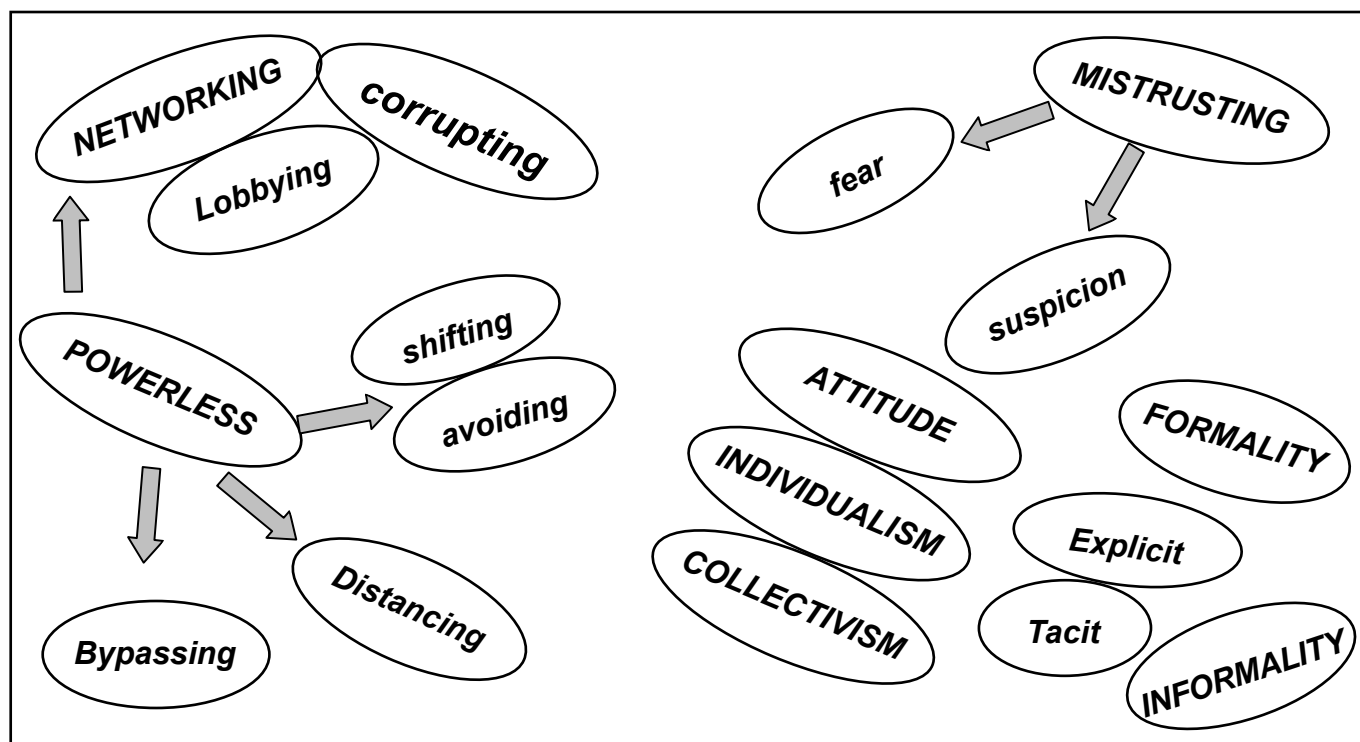 NETWORKING
corrupting
Lobbying
MISTRUSTING
fear
suspicion
shifting
POWERLESS
avoiding
ATTITUDE
FORMALITY
INDIVIDUALISM
Explicit
COLLECTIVISM
Distancing
Tacit
Bypassing
INFORMALITY